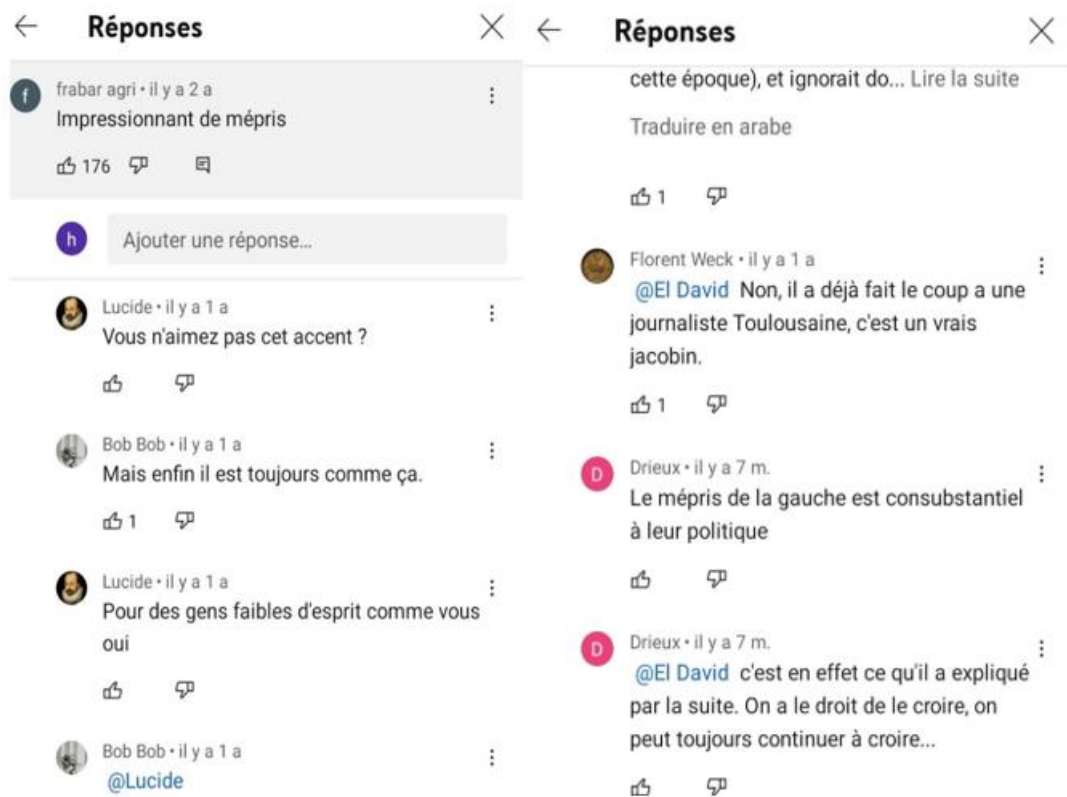 Réponses
f
frabar agri • il y a 2 a
Impressionnant de mépris
176
h
Ajouter une réponse...
Lucide • il y a 1 a
Vous n'aimez pas cet accent ?
Bob Bob • il y a 1 a
Mais enfin il est toujours comme ça.
1
Lucide • il y a 1 a
Pour des gens faibles d'esprit comme vous
oui
Bob Bob • il y a 1 a
@Lucide
Réponses
cette époque), et ignorait do... Lire la suite
Traduire en arabe
1
Florent Weck • il y a 1 a
@El David Non, il a déjà fait le coup a une
journaliste Toulousaine, c'est un vrais
jacobin.
1
D
Drieux • il y a 7 m.
Le mépris de la gauche est consubstantiel
à leur politique
D
Drieux • il y a 7 m.
@El David c'est en effet ce qu'il a expliqué
par la suite. On a le droit de le croire, on
peut toujours continuer à croire...